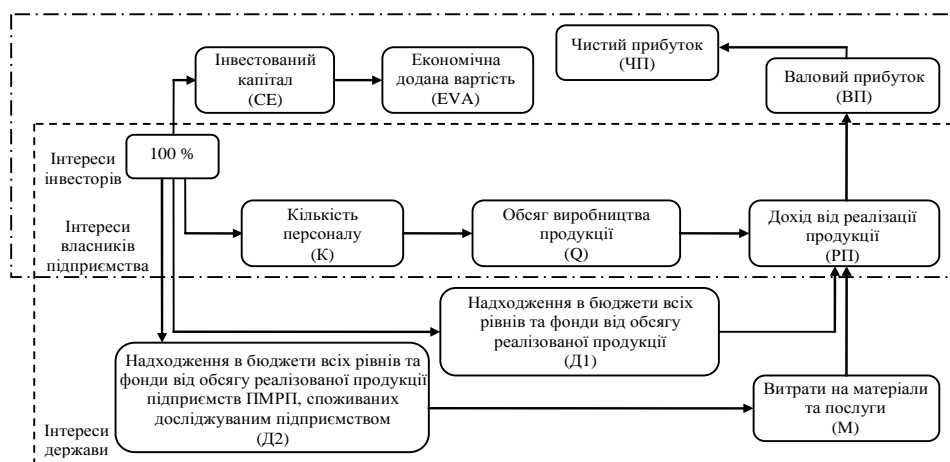 Інвестований
капітал
(CE)
Економічна
додана вартість
(EVA)
Чистий прибуток
(ЧП)
Валовий прибуток
(ВП)
100 %
Інтереси
інвесторів
Інтереси
власників
підприємства
Кількість
персоналу
(К)
Обсяг виробництва
продукції
(Q)
Дохід від реалізації
продукції
(РП)
Надходження в бюджети всіх
рівнів та фонди від обсягу
реалізованої продукції
(Д1)
Надходження в бюджети всіх рівнів та
фонди від обсягу реалізованої продукції
підприємств ПМРП, споживаних
досліджуваним підприємством
(Д2)
Витрати на матеріали
та послуги
(М)
Інтереси
держави